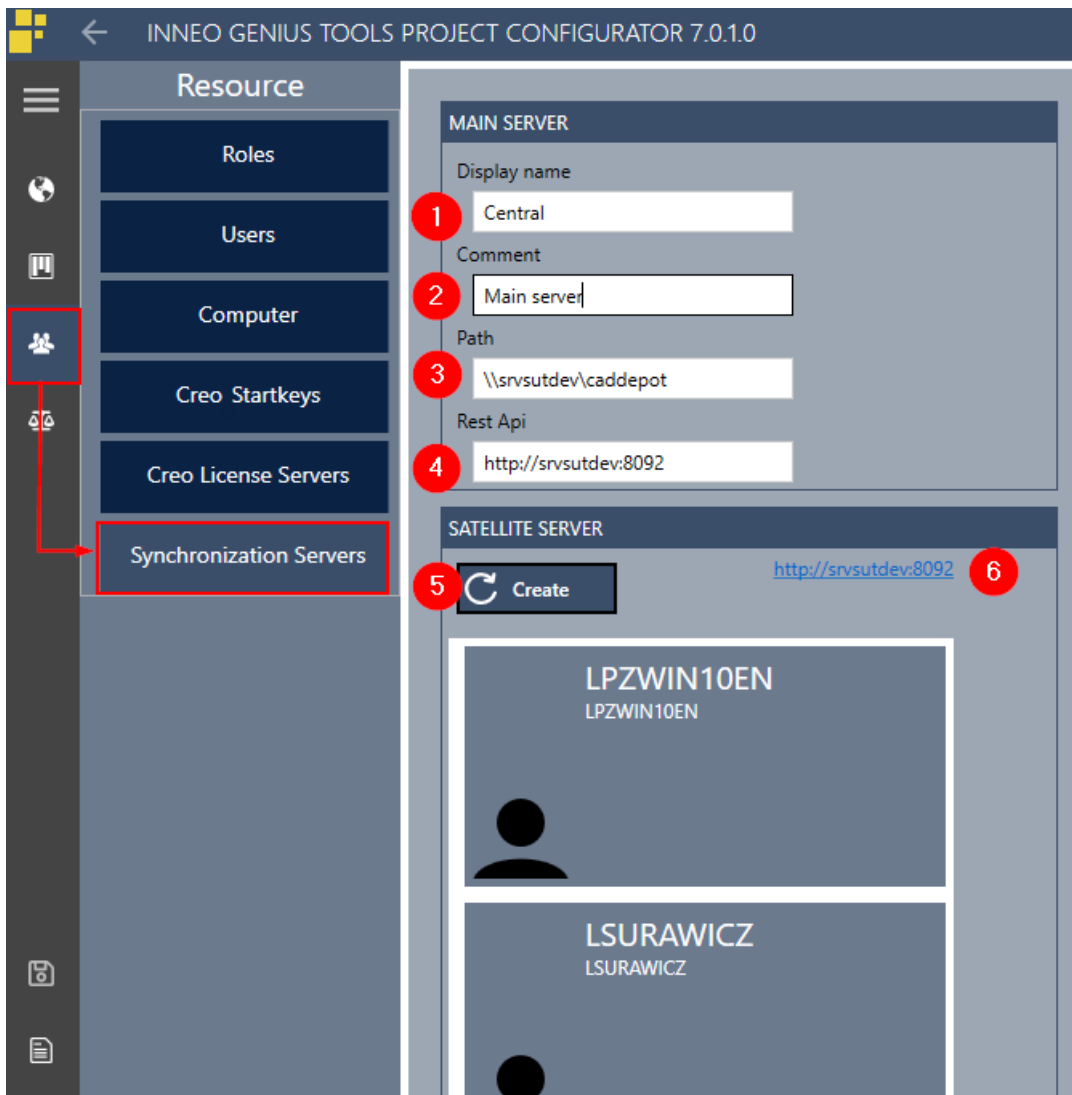 INNEO GENIUS TOOLS PROJECT CONFIGURATOR 7.0.1.0
Resource
Roles
Users
Computer
Creo Startkeys
Creo License Servers
Synchronization Servers
MAIN SERVER
Display name
1 Central
Comment
2 Main server
Path
3 \\srvsutdev\caddepot
Rest Api
4 http://srvsutdev:8092
SATELLITE SERVER
5 Create http://srvsutdev:8092 6
LPZWIN10EN
LPZWIN10EN
LSURAWICZ
LSURAWICZ